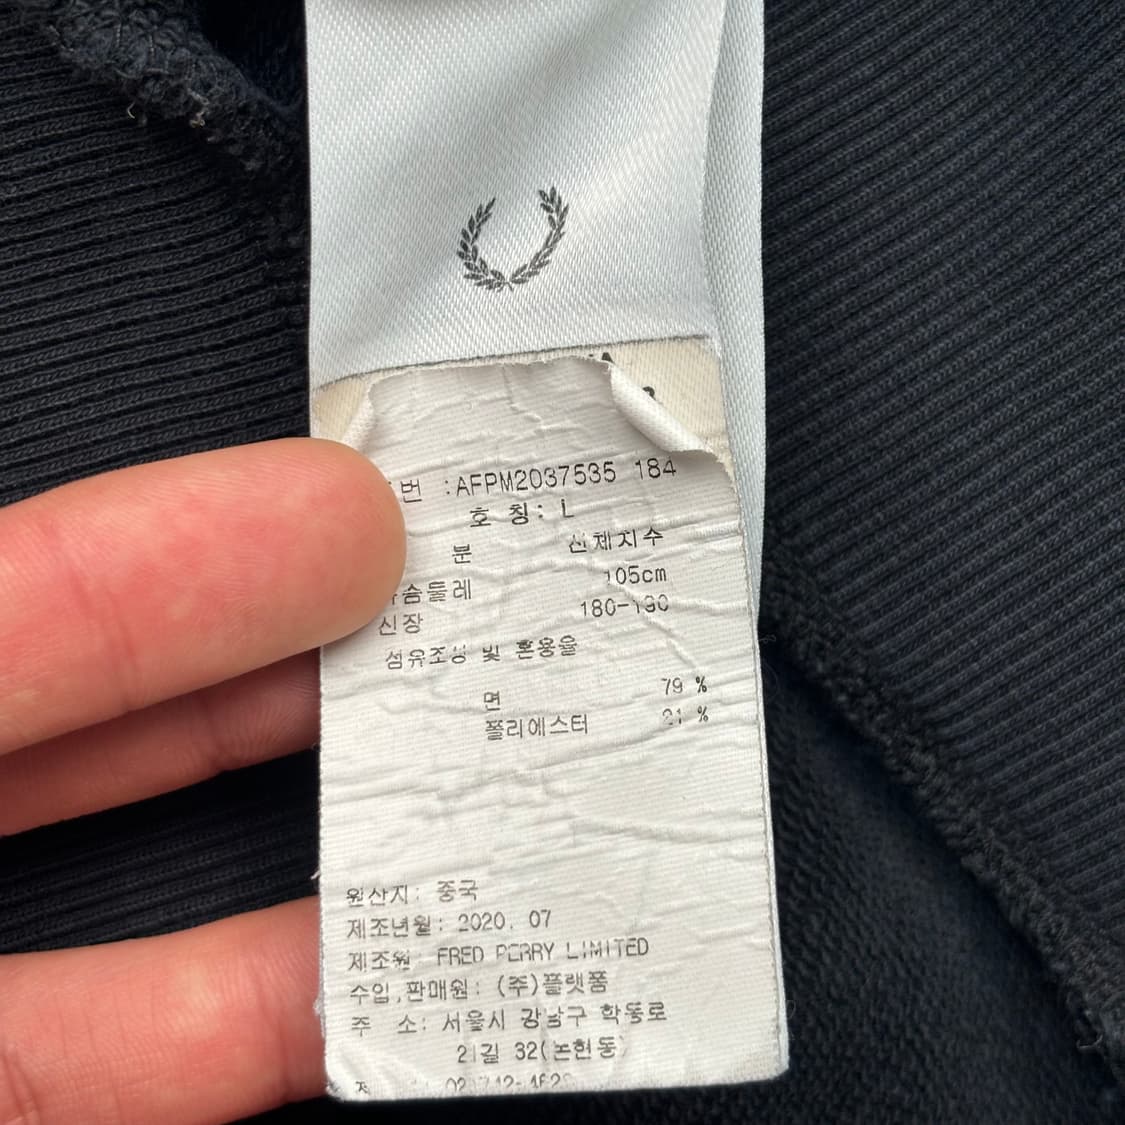 번 :AFPM2037535 184
호 칭: L
분 신체치수
105cm
신장 180-190
섬유조성 및 혼용율
면 79 %
폴리에스터 21 %
원산지: 중국
제조년월: 2020. 07
제조원 FRED PERRY LIMITED
수입,판매원: (주)플랫폼
주 소: 서울시 강남구 학동로
21길 32(논현동)